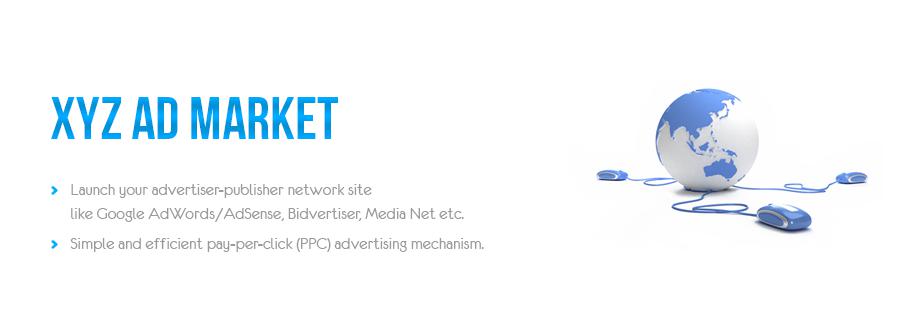 XYZ AD MARKET
Launch your advertiser-publisher network site
like Google AdWords/AdSense, Bidvertiser, Media Net etc.
Simple and efficient pay-per-click (PPC) advertising mechanism.